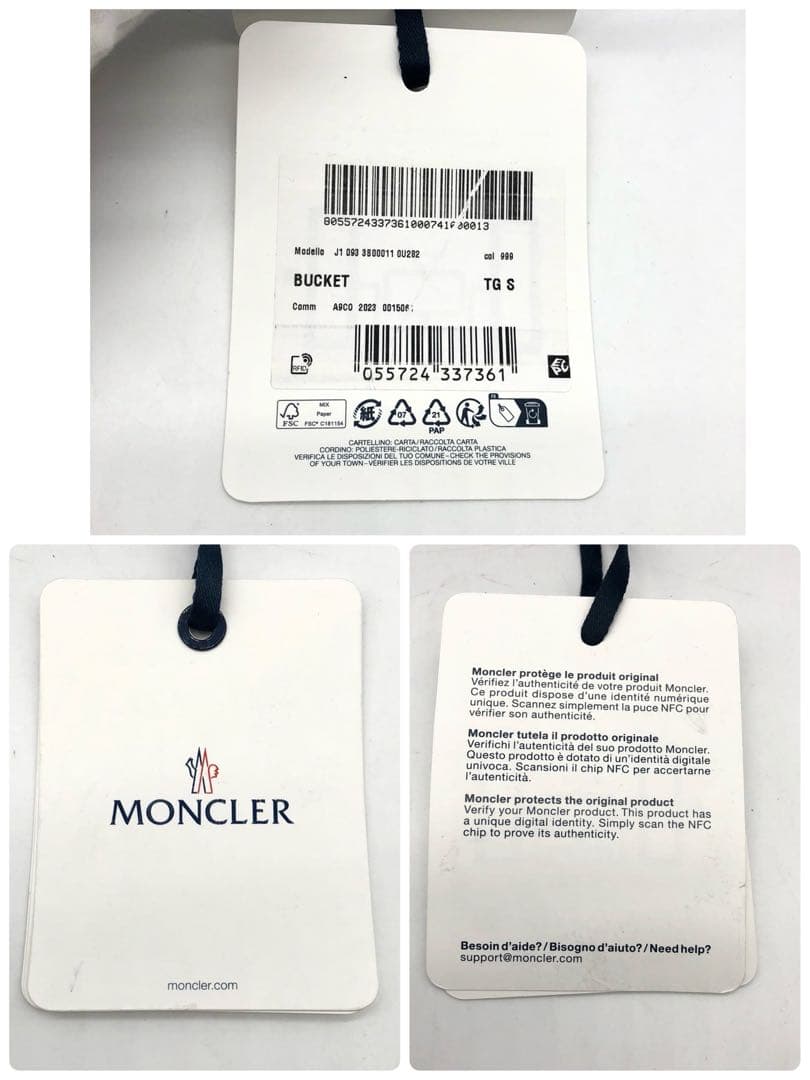 Modello J1 093 3B00011 0U282 col 999
BUCKET TG S
Comm A9CO 2023
RFID
055724 337361
FSC
MIX
Paper
FSC® C181154
紙
07
21
PAP
FR
CARTELLINO: CARTA/RACCOLTA CARTA
CORDINO: POLIESTERE-RICICLATO/RACCOLTA PLASTICA
VERIFICA LE DISPOSIZIONI DEL TUO COMUNE-CHECK THE PROVISIONS
OF YOUR TOWN-VÉRIFIER LES DISPOSITIONS DE VOTRE VILLE
MONCLER
moncler.com
Moncler protège le produit original
Vérifiez l'authenticité de votre produit Moncler.
Ce produit dispose d'une identité numérique
unique. Scannez simplement la puce NFC pour
vérifier son authenticité.
Moncler tutela il prodotto originale
Verifichi l'autenticità del suo prodotto Moncler.
Questo prodotto è dotato di un'identità digitale
univoca. Scansioni il chip NFC per accertarne
l'autenticità.
Moncler protects the original product
Verify your Moncler product. This product has
a unique digital identity. Simply scan the NFC
chip to prove its authenticity.
Besoin d'aide? / Bisogno d'aiuto? / Need help?
support@moncler.com